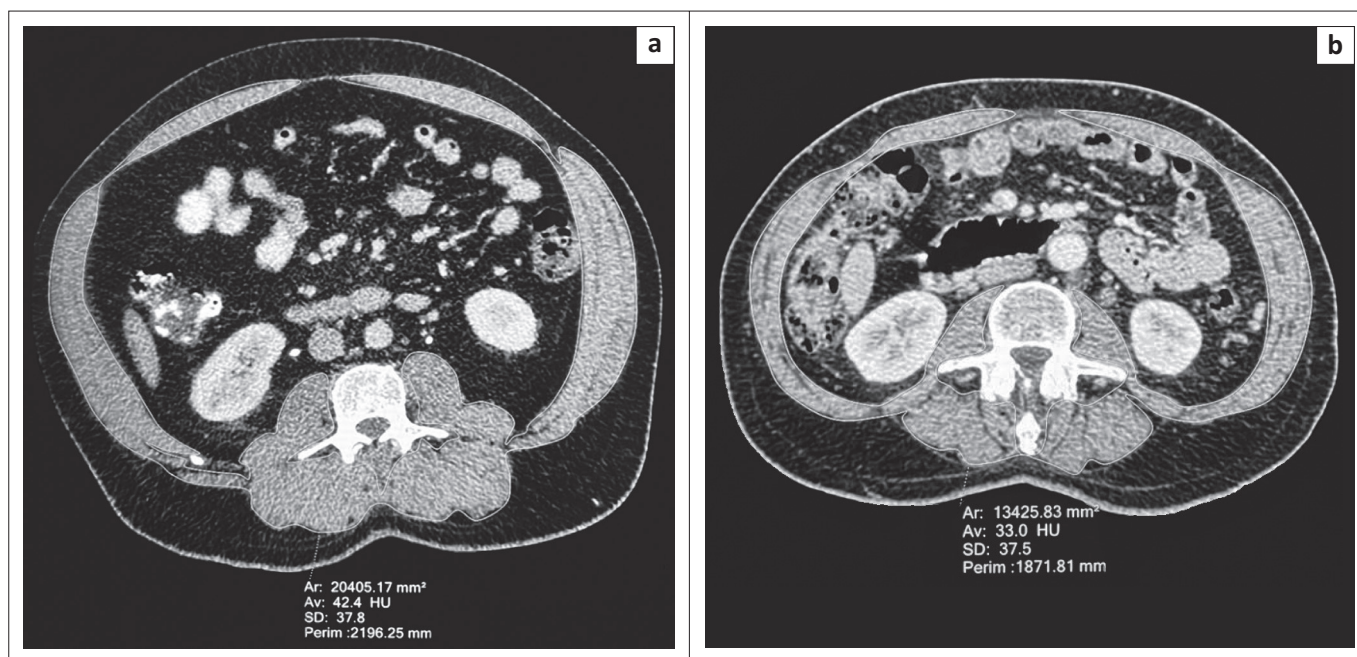 a
b
Ar: 20405.17 mm²
Av: 42.4 HU
SD: 37.8
Perim :2196.25 mm
Ar: 13425.83 mm²
Av: 33.0 HU
SD: 37.5
Perim :1871.81 mm